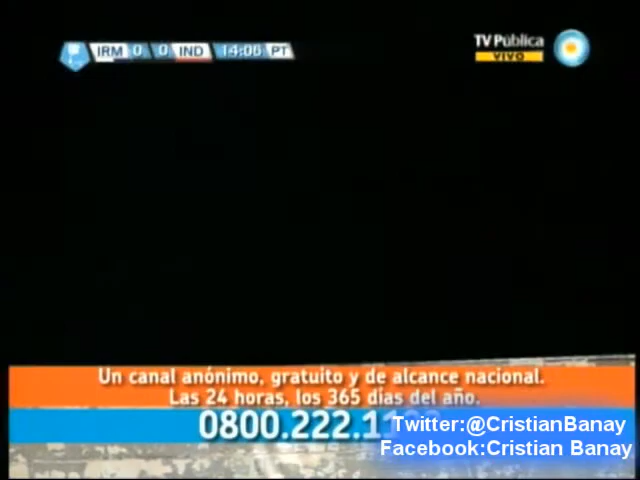 IRM 0 0 IND 14:06 PT
TV Pública
VIVO
Un canal anónimo, gratuito y de alcance nacional.
Las 24 horas, los 365 días del año.
0800.222.1
Twitter:@CristianBanay
Facebook:Cristian Banay